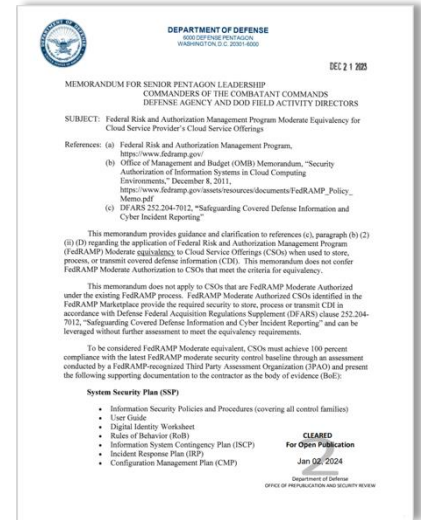 DEPARTMENT OF DEFENSE
6000 DEFENSE PENTAGON
WASHINGTON, D.C. 20301-6000
DEC 21 2023
MEMORANDUM FOR SENIOR PENTAGON LEADERSHIP
COMMANDERS OF THE COMBATANT COMMANDS
DEFENSE AGENCY AND DOD FIELD ACTIVITY DIRECTORS
SUBJECT: Federal Risk and Authorization Management Program Moderate Equivalency for
Cloud Service Provider's Cloud Service Offerings
References: (a) Federal Risk and Authorization Management Program,
https://www.fedramp.gov/
(b) Office of Management and Budget (OMB) Memorandum, "Security
Authorization of Information Systems in Cloud Computing
Environments," December 8, 2011,
https://www.fedramp.gov/assets/resources/documents/FedRAMP_Policy_
Memo.pdf
(c) DFARS 252.204-7012, "Safeguarding Covered Defense Information and
Cyber Incident Reporting"
This memorandum provides guidance and clarification to references (c), paragraph (b) (2)
(ii) (D) regarding the application of Federal Risk and Authorization Management Program
(FedRAMP) Moderate equivalency to Cloud Service Offerings (CSOs) when used to store,
process, or transmit covered defense information (CDI). This memorandum does not confer
FedRAMP Moderate Authorization to CSOs that meet the criteria for equivalency.
This memorandum does not apply to CSOs that are FedRAMP Moderate Authorized
under the existing FedRAMP process. FedRAMP Moderate Authorized CSOs identified in the
FedRAMP Marketplace provide the required security to store, process or transmit CDI in
accordance with Defense Federal Acquisition Regulations Supplement (DFARS) clause 252.204-
7012, "Safeguarding Covered Defense Information and Cyber Incident Reporting" and can be
leveraged without further assessment to meet the equivalency requirements.
To be considered FedRAMP Moderate equivalent, CSOs must achieve 100 percent
compliance with the latest FedRAMP moderate security control baseline through an assessment
conducted by a FedRAMP-recognized Third Party Assessment Organization (3PAO) and present
the following supporting documentation to the contractor as the body of evidence (BoE):
System Security Plan (SSP)
• Information Security Policies and Procedures (covering all control families)
• User Guide
• Digital Identity Worksheet
• Rules of Behavior (RoB)
• Information System Contingency Plan (ISCP)
• Incident Response Plan (IRP)
• Configuration Management Plan (CMP)
2
CLEARED
For Open Publication
Jan 02, 2024
Department of Defense
OFFICE OF PREPUBLICATION AND SECURITY REVIEW